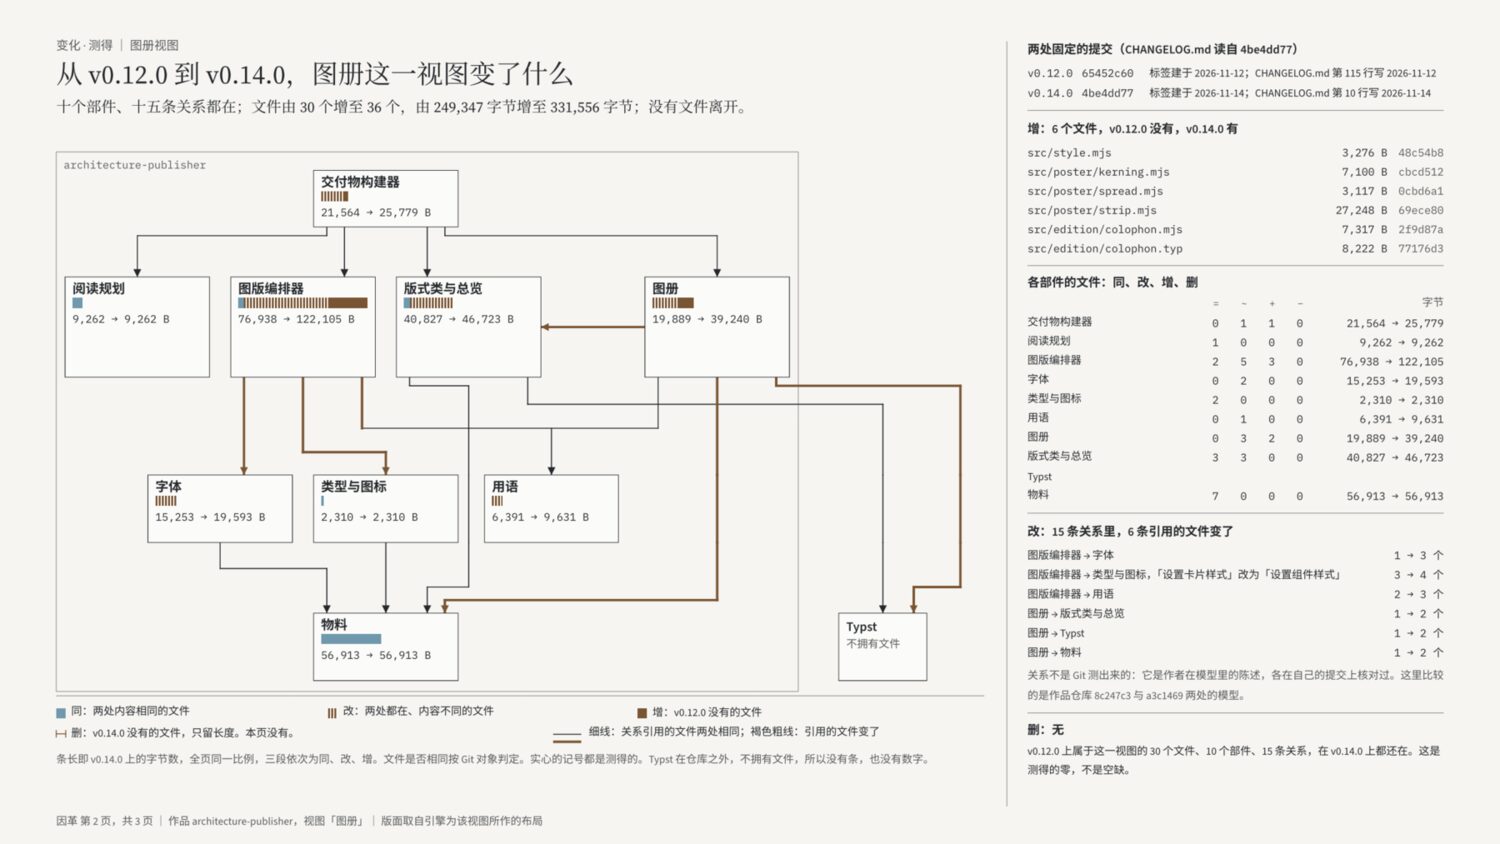 变化 · 测得 | 图册视图
从 v0.12.0 到 v0.14.0，图册这一视图变了什么
十个部件、十五条关系都在；文件由 30 个增至 36 个，由 249,347 字节增至 331,556 字节；没有文件离开。
architecture-publisher
交付物构建器
21,564 → 25,779 B
阅读规划
9,262 → 9,262 B
图版编排器
76,938 → 122,105 B
版式类与总览
40,827 → 46,723 B
图册
19,889 → 39,240 B
字体
15,253 → 19,593 B
类型与图标
2,310 → 2,310 B
用语
6,391 → 9,631 B
物料
56,913 → 56,913 B
Typst
不拥有文件
同：两处内容相同的文件
改：两处都在、内容不同的文件
增：v0.12.0 没有的文件
删：v0.14.0 没有的文件，只留长度。本页没有。
细线：关系引用的文件两处相同；褐色粗线：引用的文件变了
条长即 v0.14.0 上的字节数，全页同一比例，三段依次为同、改、增。文件是否相同按 Git 对象判定。实心的记号都是测得的。Typst 在仓库之外，不拥有文件，所以没有条，也没有数字。
因革 第 2 页，共 3 页 | 作品 architecture-publisher，视图「图册」 | 版面取自引擎为该视图所作的布局
两处固定的提交（CHANGELOG.md 读自 4be4dd77）
v0.12.0 65452c60 标签建于 2026-11-12；CHANGELOG.md 第 115 行写 2026-11-12
v0.14.0 4be4dd77 标签建于 2026-11-14；CHANGELOG.md 第 10 行写 2026-11-14
增：6 个文件，v0.12.0 没有，v0.14.0 有
src/style.mjs 3,276 B 48c54b8
src/poster/kerning.mjs 7,100 B cbcd512
src/poster/spread.mjs 3,117 B 0cbd6a1
src/poster/strip.mjs 27,248 B 69ece80
src/edition/colophon.mjs 7,317 B 2f9d87a
src/edition/colophon.typ 8,222 B 77176d3
各部件的文件：同、改、增、删
= ~ + − 字节
交付物构建器 0 1 1 0 21,564 → 25,779
阅读规划 1 0 0 0 9,262 → 9,262
图版编排器 2 5 3 0 76,938 → 122,105
字体 0 2 0 0 15,253 → 19,593
类型与图标 2 0 0 0 2,310 → 2,310
用语 0 1 0 0 6,391 → 9,631
图册 0 3 2 0 19,889 → 39,240
版式类与总览 3 3 0 0 40,827 → 46,723
Typst
物料 7 0 0 0 56,913 → 56,913
改：15 条关系里，6 条引用的文件变了
图版编排器 → 字体 1 → 3 个
图版编排器 → 类型与图标，「设置卡片样式」改为「设置组件样式」 3 → 4 个
图版编排器 → 用语 2 → 3 个
图册 → 版式类与总览 1 → 2 个
图册 → Typst 1 → 2 个
图册 → 物料 1 → 2 个
关系不是 Git 测出来的：它是作者在模型里的陈述，各在自己的提交上核对过。这里比较
的是作品仓库 8c247c3 与 a3c1469 两处的模型。
删：无
v0.12.0 上属于这一视图的 30 个文件、10 个部件、15 条关系，在 v0.14.0 上都还在。这是
测得的零，不是空缺。